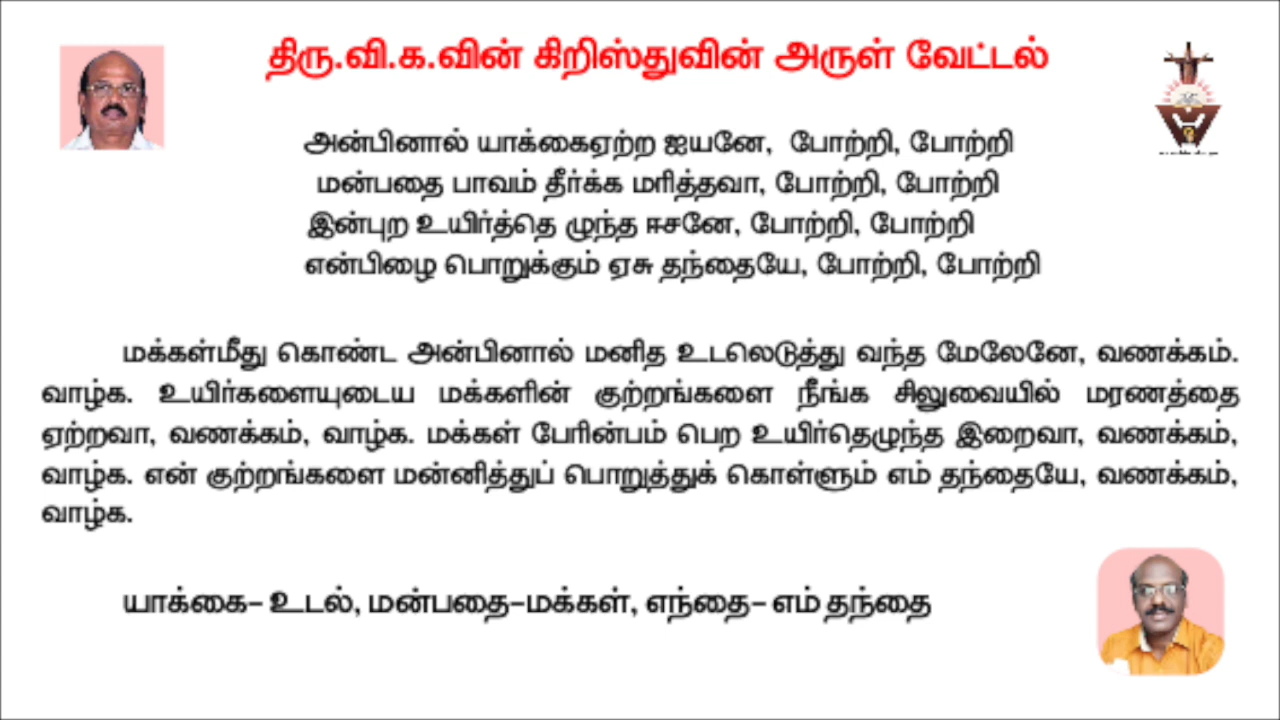 திரு.வி.க.வின் கிறிஸ்துவின் அருள் வேட்டல்
அன்பினால் யாக்கைஏற்ற ஐயனே, போற்றி, போற்றி
மன்பதை பாவம் தீர்க்க மரித்தவா, போற்றி, போற்றி
இன்புற உயிர்த்தெ ழுந்த ஈசனே, போற்றி, போற்றி
என்பிழை பொறுக்கும் ஏசு தந்தையே, போற்றி, போற்றி
மக்கள்மீது கொண்ட அன்பினால் மனித உடலெடுத்து வந்த மேலேனே, வணக்கம்.
வாழ்க. உயிர்களையுடைய மக்களின் குற்றங்களை நீங்க சிலுவையில் மரணத்தை
ஏற்றவா, வணக்கம், வாழ்க. மக்கள் பேரின்பம் பெற உயிர்தெழுந்த இறைவா, வணக்கம்,
வாழ்க. என் குற்றங்களை மன்னித்துப் பொறுத்துக் கொள்ளும் எம் தந்தையே, வணக்கம்,
வாழ்க.
யாக்கை- உடல், மன்பதை-மக்கள், எந்தை- எம் தந்தை